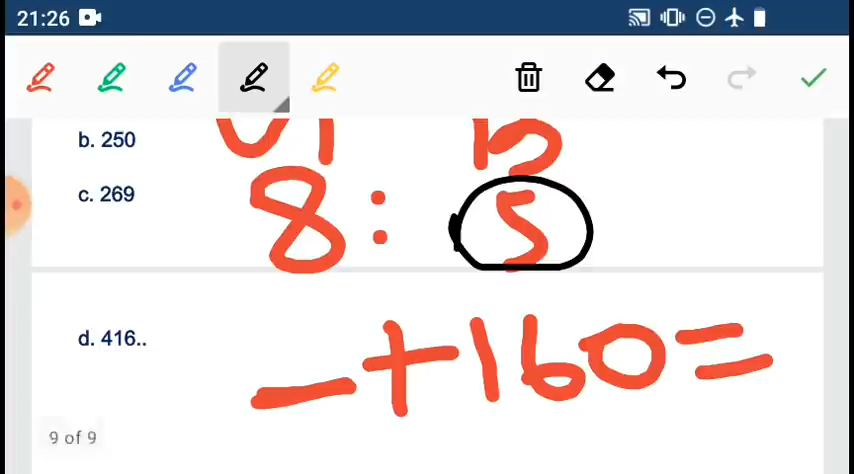 21:26
b. 250
c. 269
8 : 5
d. 416..
— + 160 =
9 of 9